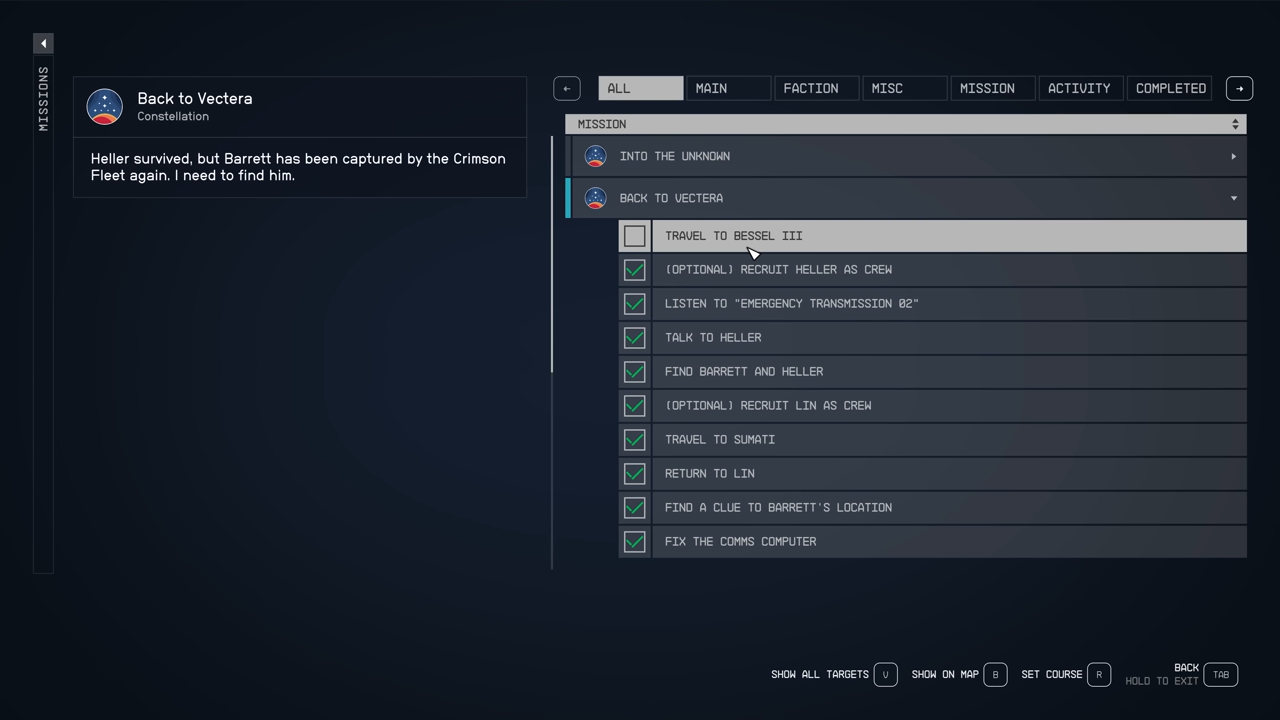 MISSIONS
Back to Vectera
Constellation
Heller survived, but Barrett has been captured by the Crimson
Fleet again. I need to find him.
ALL
MAIN
FACTION
MISC
MISSION
ACTIVITY
COMPLETED
MISSION
INTO THE UNKNOWN
BACK TO VECTERA
TRAVEL TO BESSEL III
(OPTIONAL) RECRUIT HELLER AS CREW
LISTEN TO "EMERGENCY TRANSMISSION 02"
TALK TO HELLER
FIND BARRETT AND HELLER
(OPTIONAL) RECRUIT LIN AS CREW
TRAVEL TO SUMATI
RETURN TO LIN
FIND A CLUE TO BARRETT'S LOCATION
FIX THE COMMS COMPUTER
SHOW ALL TARGETS V
SHOW ON MAP B
SET COURSE R
BACK
HOLD TO EXIT
TAB